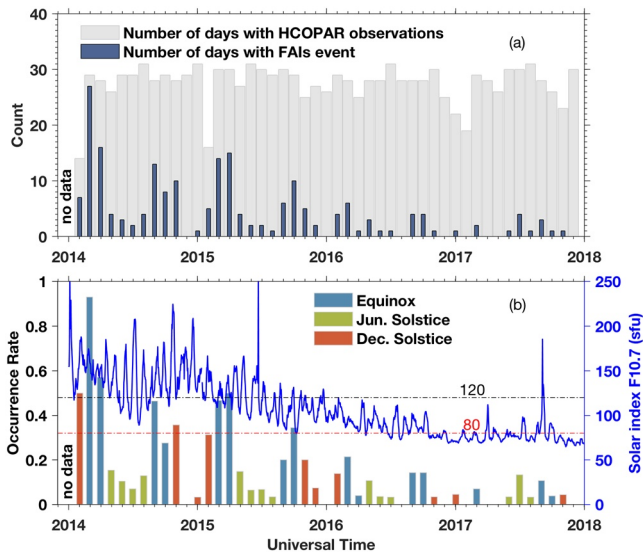 Number of days with HCOPAR observations
Number of days with FAIs event
(a)
40
30
20
10
0
Count
no data
2014 2015 2016 2017 2018
Equinox
Jun. Solstice
Dec. Solstice
(b)
1
0.8
0.6
0.4
0.2
0
Occurrence Rate
no data
120
80
250
200
150
100
50
0
Solar index F10.7 (sfu)
2014 2015 2016 2017 2018
Universal Time